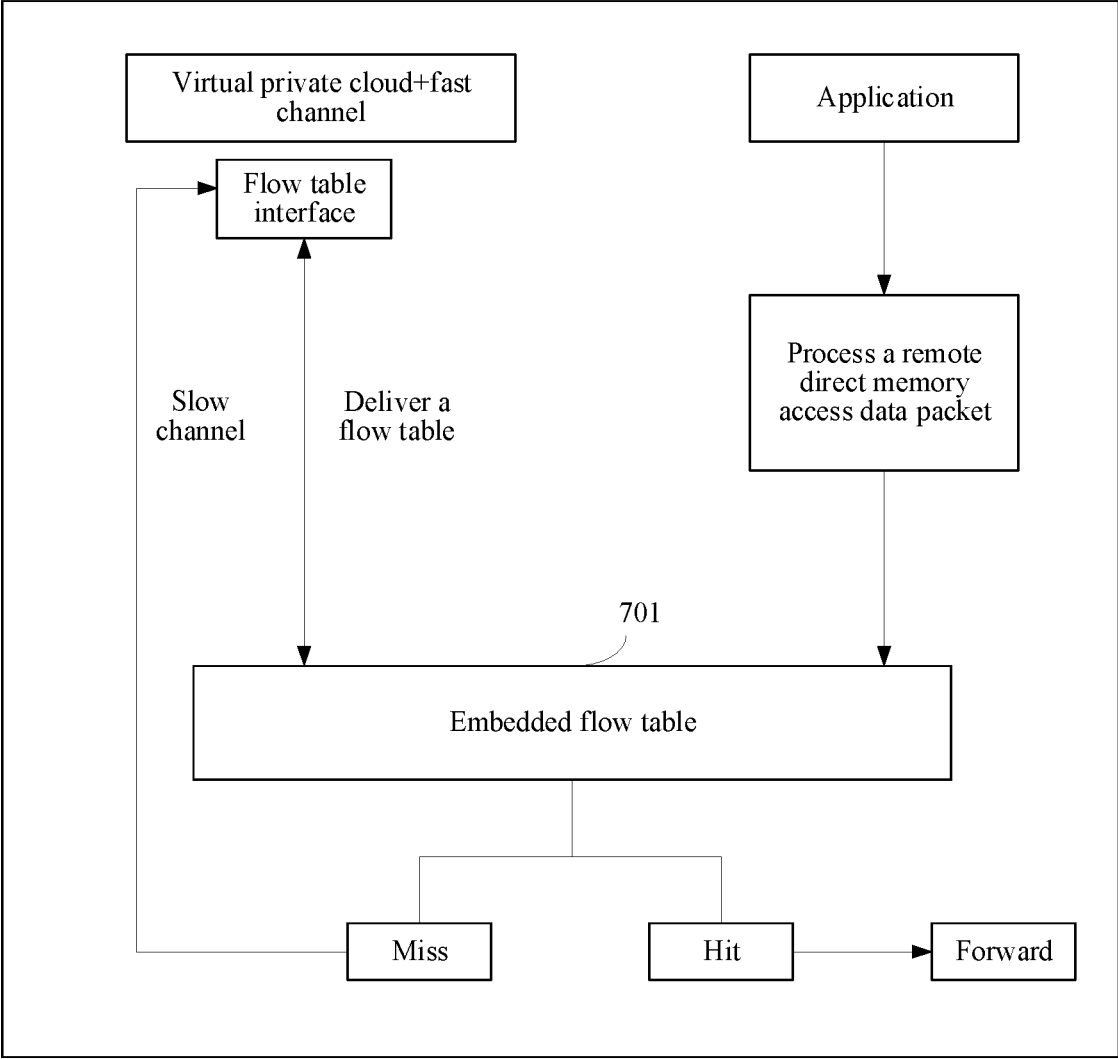 Virtual private cloud+fast
channel
Application
Flow table
interface
Process a remote
direct memory
access data packet
Slow
channel
Deliver a
flow table
701
Embedded flow table
Miss
Hit
Forward